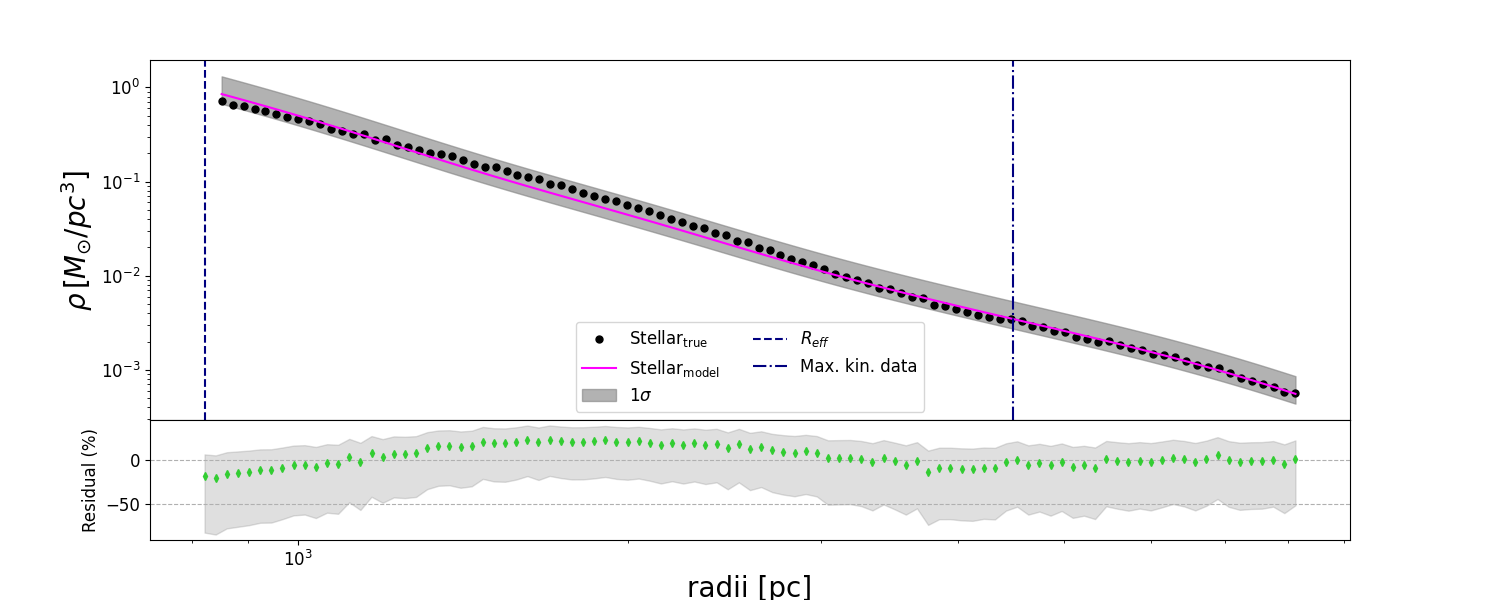 10⁰
10⁻¹
10⁻²
10⁻³
ρ [M⊙/pc³]
Stellar_true
Stellar_model
1σ
R_eff
Max. kin. data
0
−50
Residual (%)
10³
radii [pc]